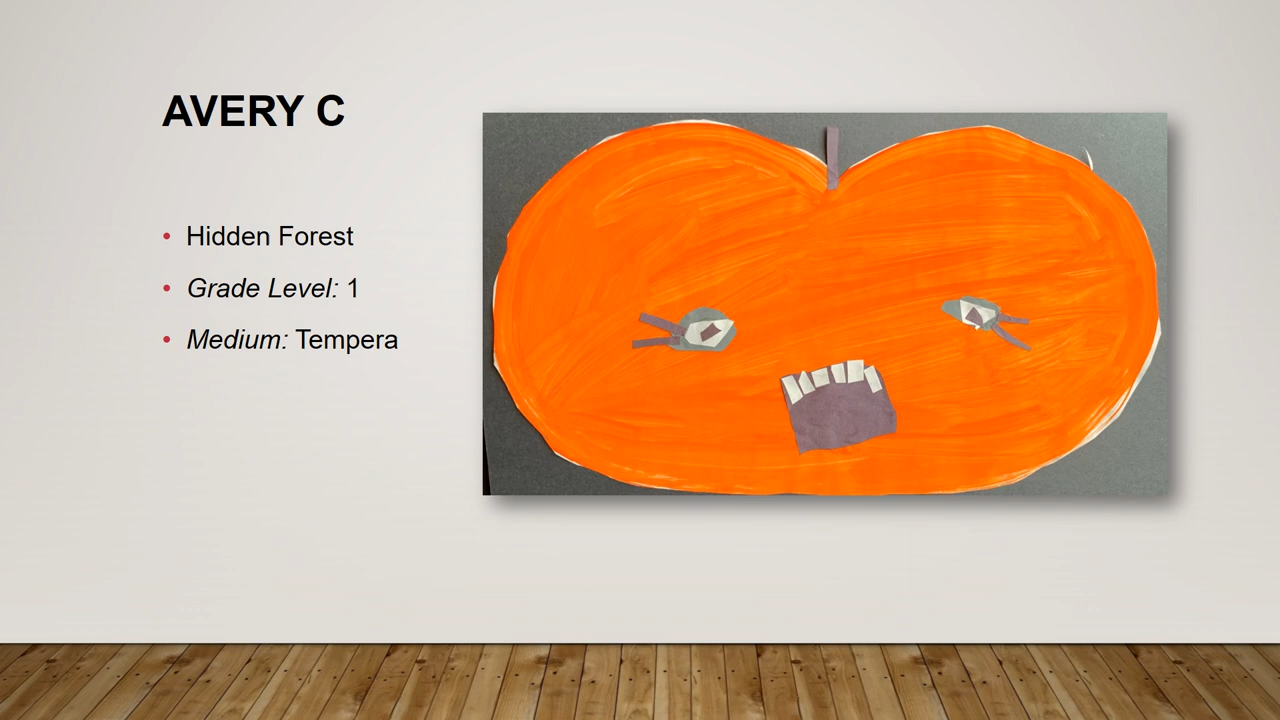 AVERY C
• Hidden Forest
• Grade Level: 1
• Medium: Tempera